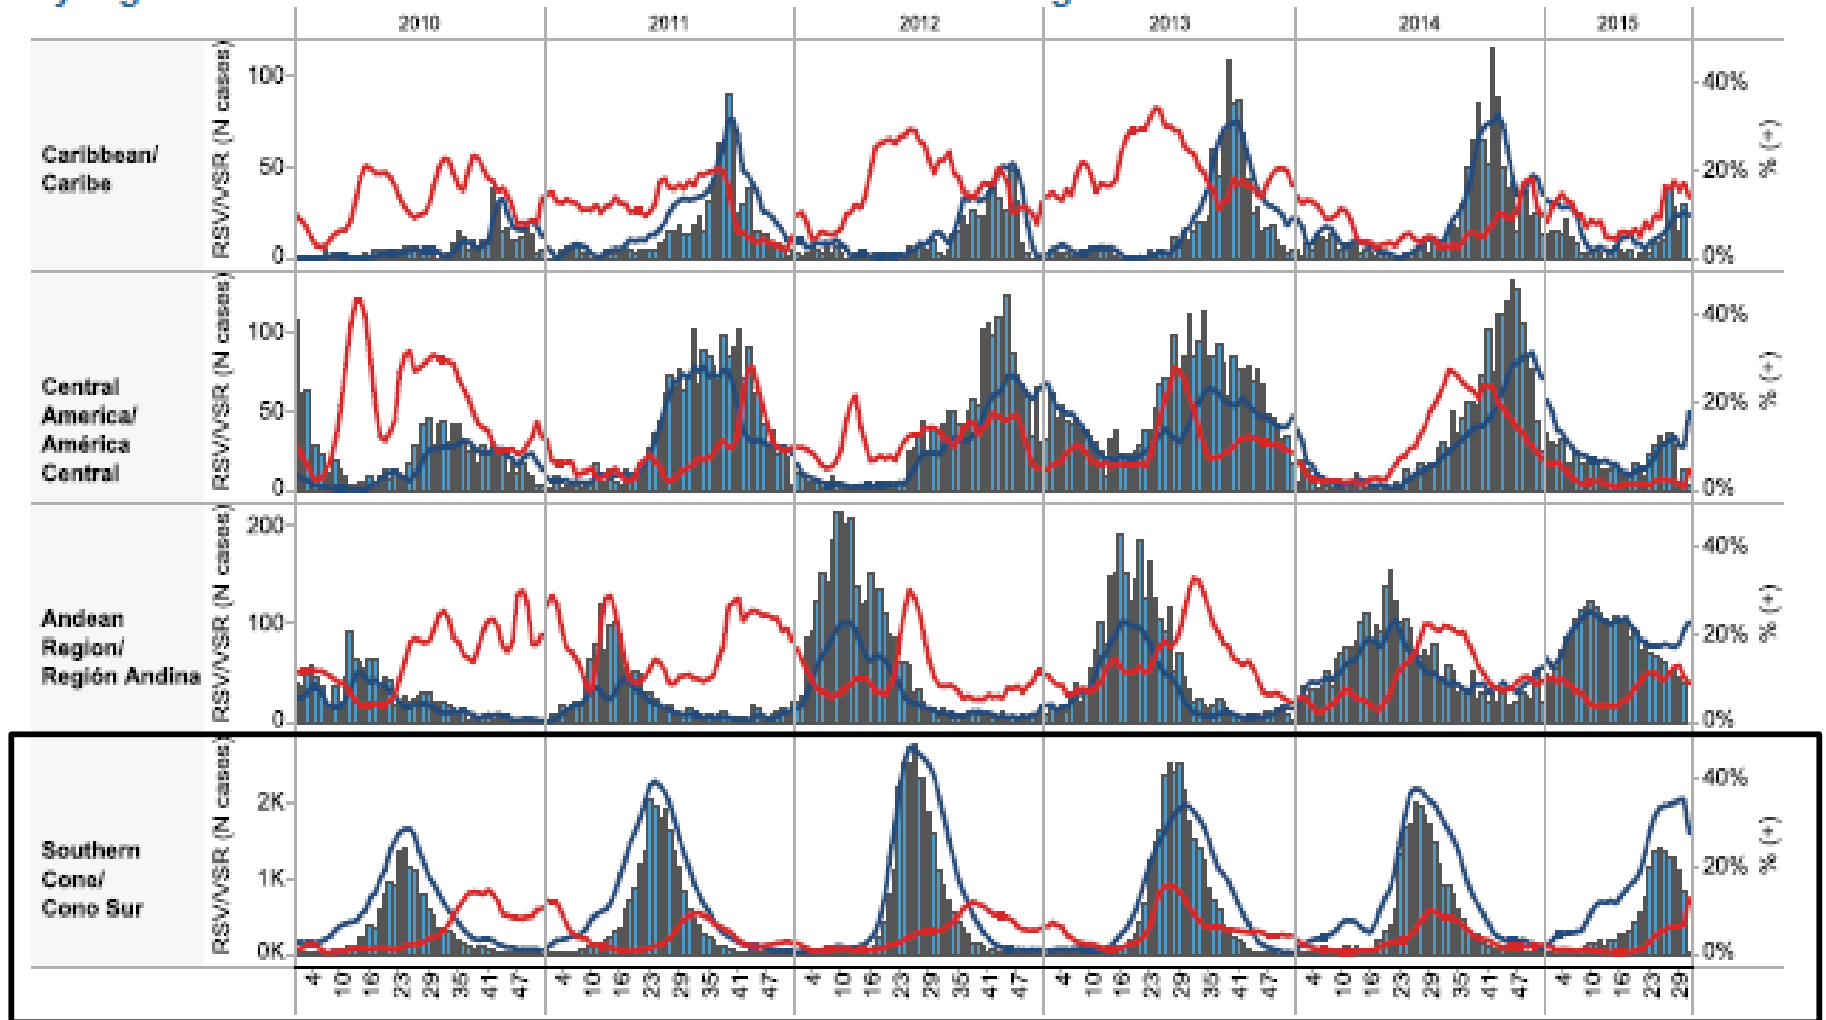 2010 2011 2012 2013 2014 2015
Caribbean/
Caribe
RSV/VSR (N cases)
100
50
0
40%
20%
0%
% (+)
Central
America/
América
Central
RSV/VSR (N cases)
100
50
0
40%
20%
0%
% (+)
Andean
Region/
Región Andina
RSV/VSR (N cases)
200
100
0
40%
20%
0%
% (+)
Southern
Cone/
Cono Sur
RSV/VSR (N cases)
2K
1K
0K
40%
20%
0%
% (+)
4 10 16 23 29 35 41 47 4 10 16 23 29 35 41 47 4 10 16 23 29 35 41 47 4 10 16 23 29 35 41 47 4 10 16 23 29 35 41 47 4 10 16 23 29